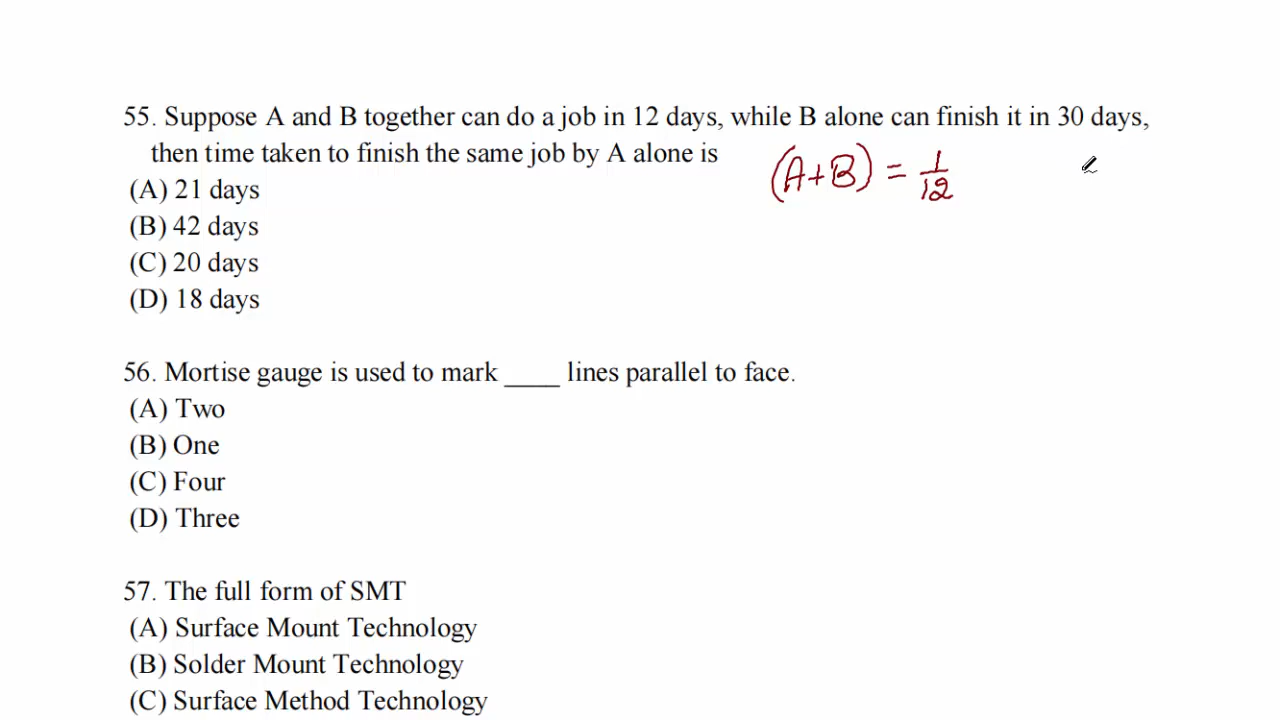 55. Suppose A and B together can do a job in 12 days, while B alone can finish it in 30 days,
then time taken to finish the same job by A alone is
(A+B) = 1/12
(A) 21 days
(B) 42 days
(C) 20 days
(D) 18 days
56. Mortise gauge is used to mark ____ lines parallel to face.
(A) Two
(B) One
(C) Four
(D) Three
57. The full form of SMT
(A) Surface Mount Technology
(B) Solder Mount Technology
(C) Surface Method Technology